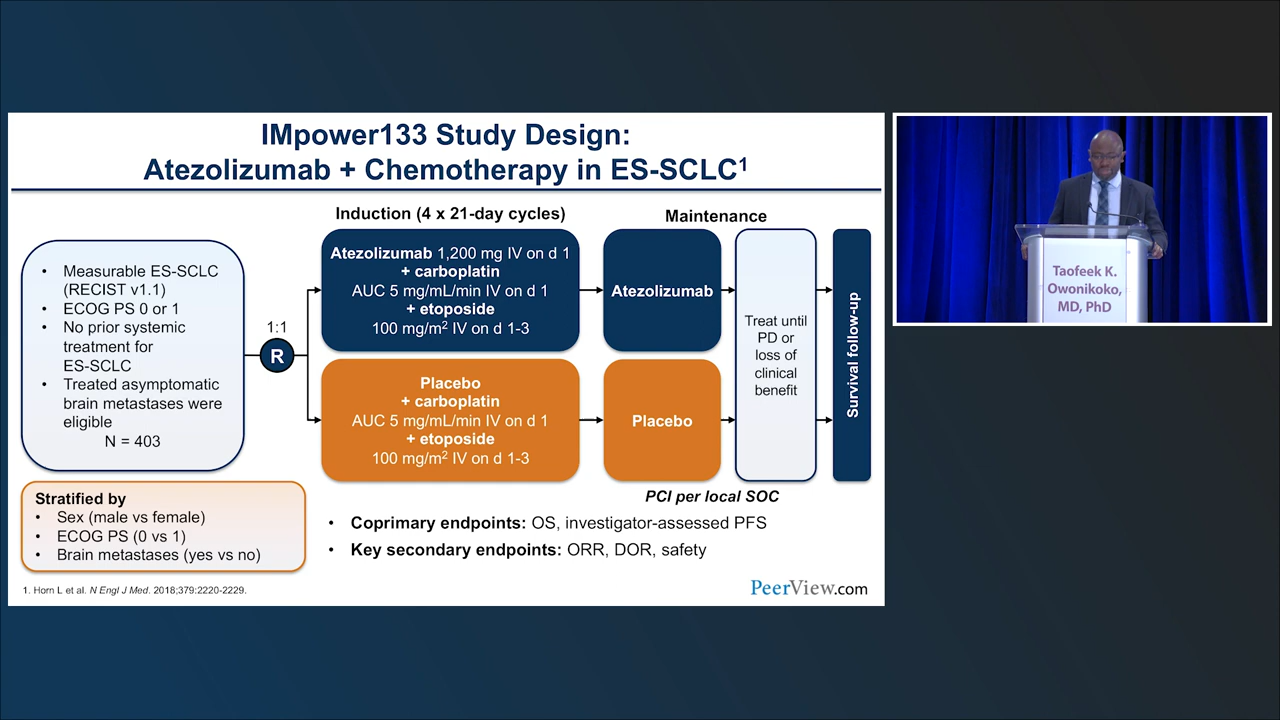 IMpower133 Study Design:
Atezolizumab + Chemotherapy in ES-SCLC1
• Measurable ES-SCLC
(RECIST v1.1)
• ECOG PS 0 or 1
• No prior systemic
treatment for
ES-SCLC
• Treated asymptomatic
brain metastases were
eligible
N = 403
1:1
R
Induction (4 x 21-day cycles)
Atezolizumab 1,200 mg IV on d 1
+ carboplatin
AUC 5 mg/mL/min IV on d 1
+ etoposide
100 mg/m2 IV on d 1-3
Placebo
+ carboplatin
AUC 5 mg/mL/min IV on d 1
+ etoposide
100 mg/m2 IV on d 1-3
Maintenance
Atezolizumab
Placebo
Treat until
PD or
loss of
clinical
benefit
Survival follow-up
PCI per local SOC
Stratified by
• Sex (male vs female)
• ECOG PS (0 vs 1)
• Brain metastases (yes vs no)
• Coprimary endpoints: OS, investigator-assessed PFS
• Key secondary endpoints: ORR, DOR, safety
1. Horn L et al. N Engl J Med. 2018;379:2220-2229.
PeerView.com
Taofeek K.
Owonikoko,
MD, PhD